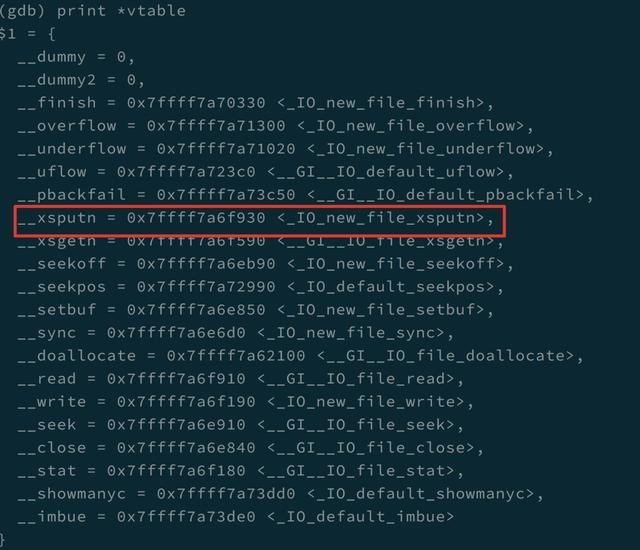 (gdb) print *vtable
$1 = {
  __dummy = 0,
  __dummy2 = 0,
  __finish = 0x7ffff7a70330 <_IO_new_file_finish>,
  __overflow = 0x7ffff7a71300 <_IO_new_file_overflow>,
  __underflow = 0x7ffff7a71020 <_IO_new_file_underflow>,
  __uflow = 0x7ffff7a723c0 <__GI__IO_default_uflow>,
  __pbackfail = 0x7ffff7a73c50 <__GI__IO_default_pbackfail>,
  __xsputn = 0x7ffff7a6f930 <_IO_new_file_xsputn>,
  __xsgetn = 0x7ffff7a6f590 <__GI__IO_file_xsgetn>,
  __seekoff = 0x7ffff7a6eb90 <_IO_new_file_seekoff>,
  __seekpos = 0x7ffff7a72990 <_IO_default_seekpos>,
  __setbuf = 0x7ffff7a6e850 <_IO_new_file_setbuf>,
  __sync = 0x7ffff7a6e6d0 <_IO_new_file_sync>,
  __doallocate = 0x7ffff7a62100 <__GI__IO_file_doallocate>,
  __read = 0x7ffff7a6f910 <__GI__IO_file_read>,
  __write = 0x7ffff7a6f190 <_IO_new_file_write>,
  __seek = 0x7ffff7a6e910 <__GI__IO_file_seek>,
  __close = 0x7ffff7a6e840 <__GI__IO_file_close>,
  __stat = 0x7ffff7a6f180 <__GI__IO_file_stat>,
  __showmanyc = 0x7ffff7a73dd0 <_IO_default_showmanyc>,
  __imbue = 0x7ffff7a73de0 <_IO_default_imbue>
}